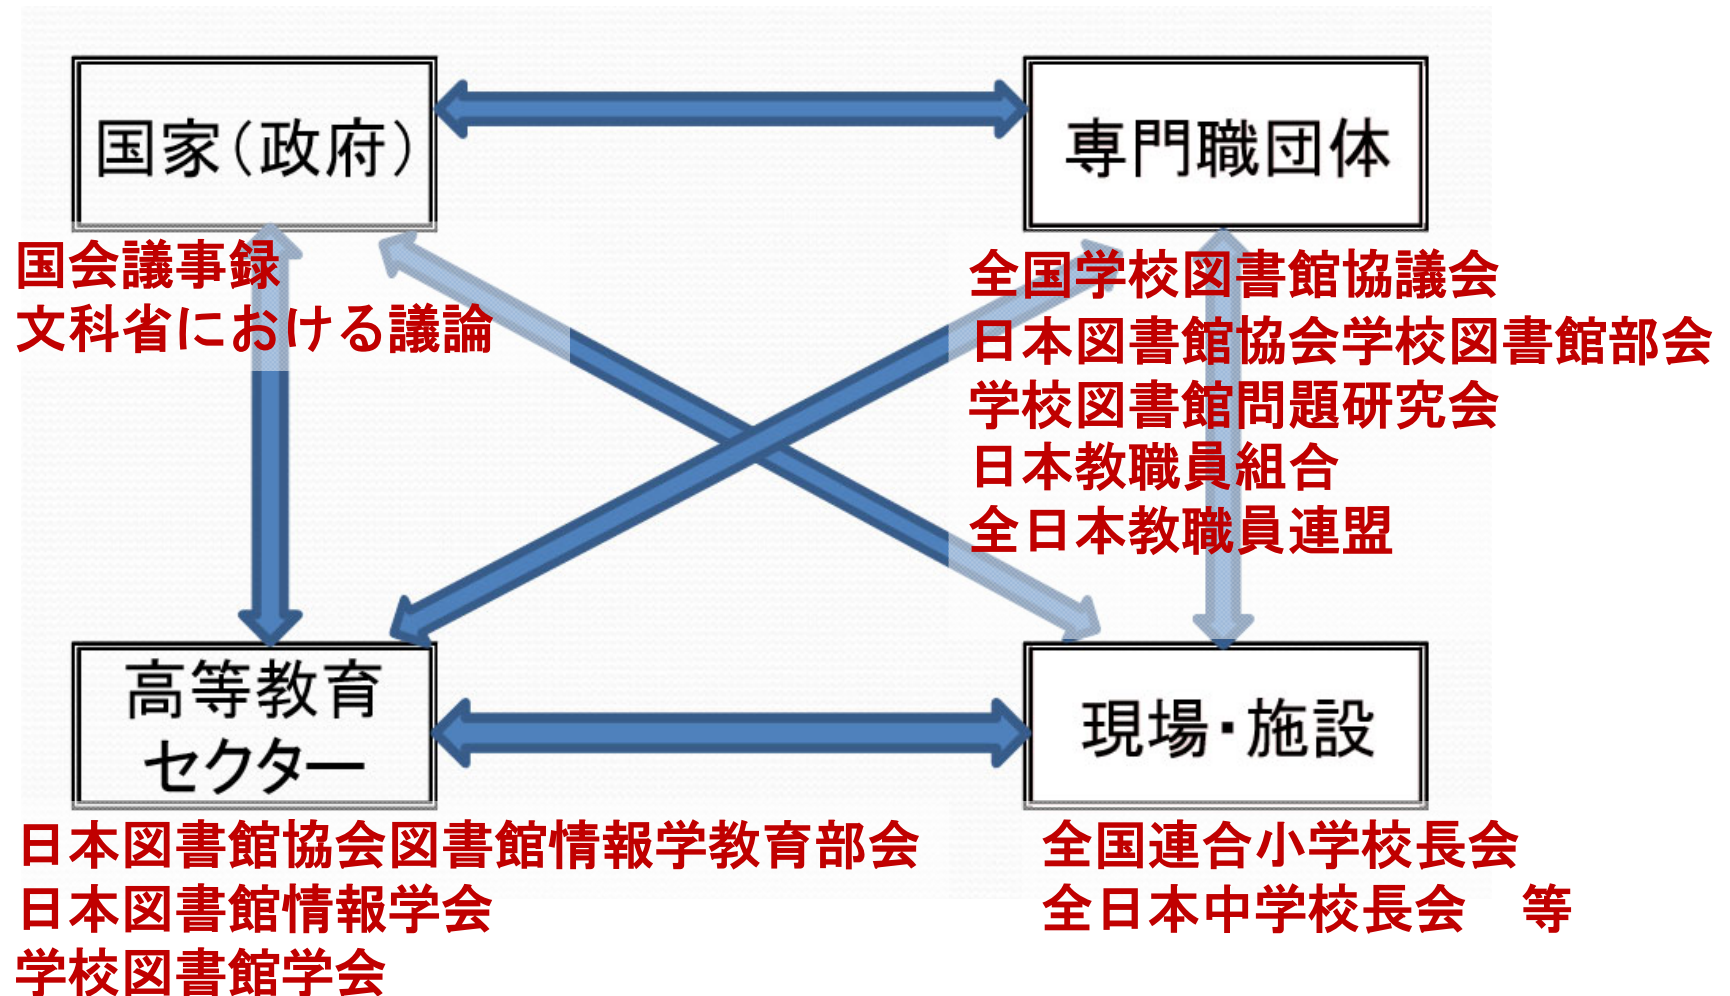 国家（政府）
国会議事録
文科省における議論
専門職団体
全国学校図書館協議会
日本図書館協会学校図書館部会
学校図書館問題研究会
日本教職員組合
全日本教職員連盟
高等教育
セクター
日本図書館協会図書館情報学教育部会
日本図書館情報学会
学校図書館学会
現場・施設
全国連合小学校長会
全日本中学校長会　等